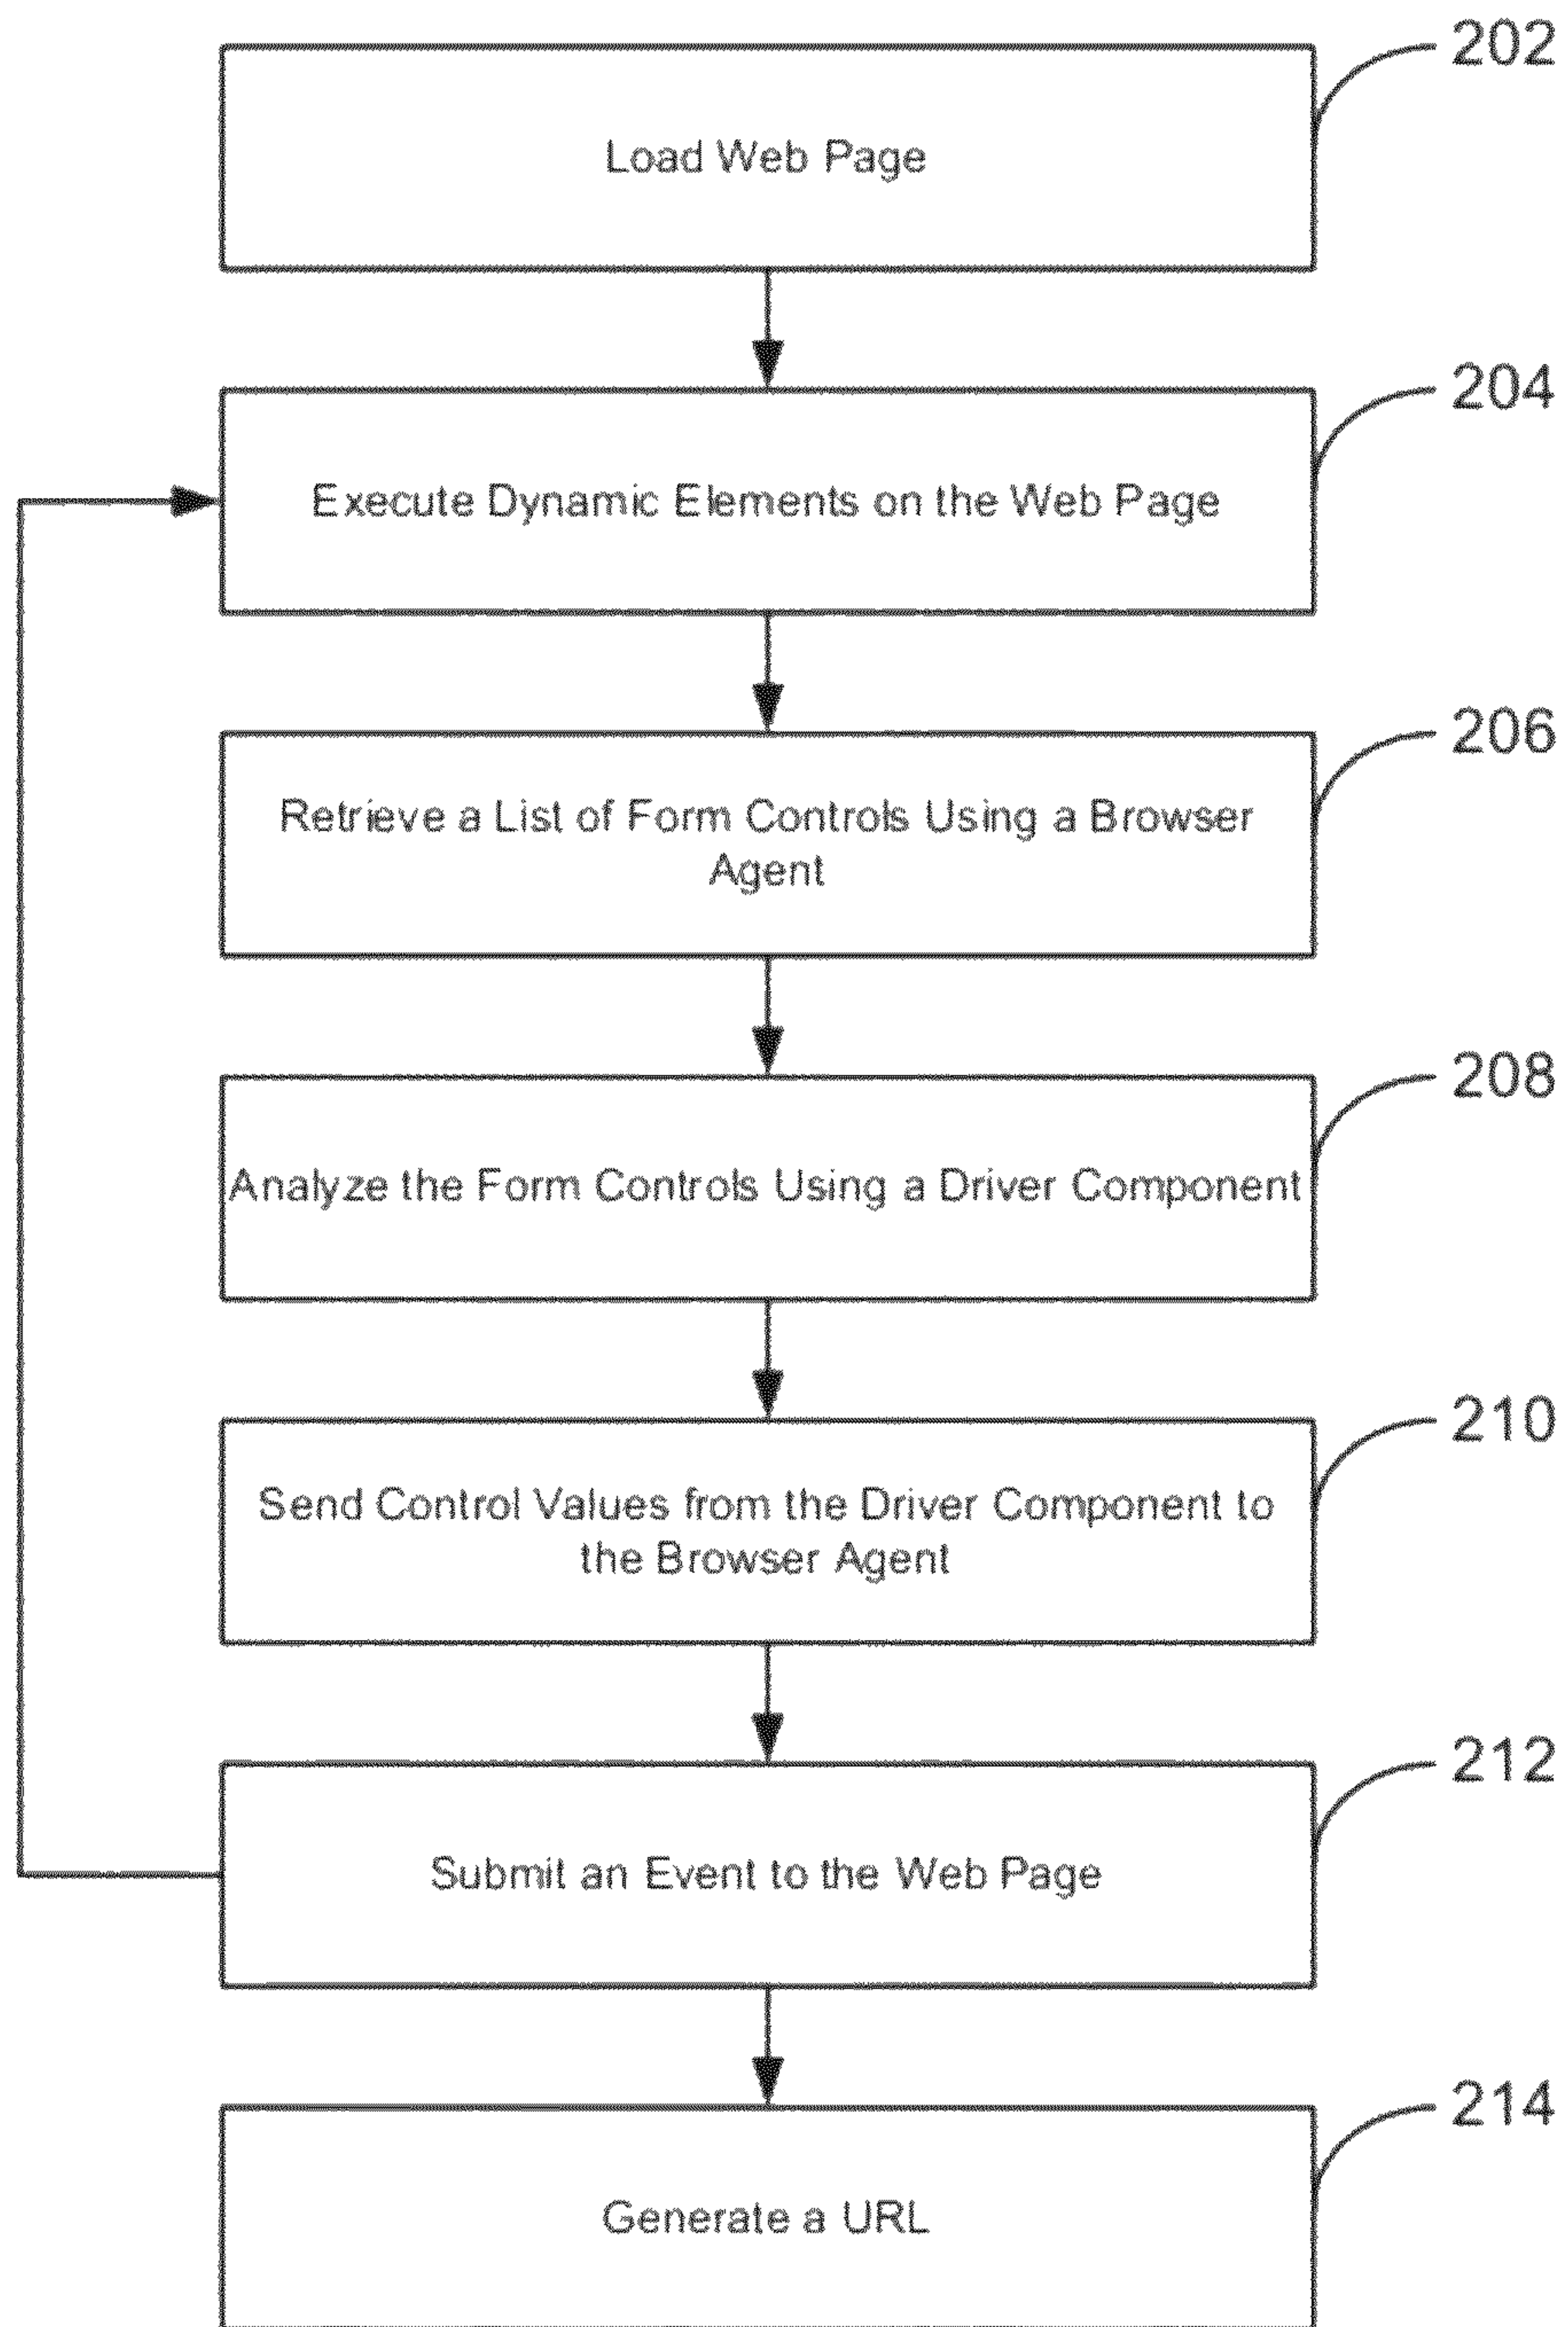 202
Load Web Page
204
Execute Dynamic Elements on the Web Page
206
Retrieve a List of Form Controls Using a Browser
Agent
208
Analyze the Form Controls Using a Driver Component
210
Send Control Values from the Driver Component to
the Browser Agent
212
Submit an Event to the Web Page
214
Generate a URL